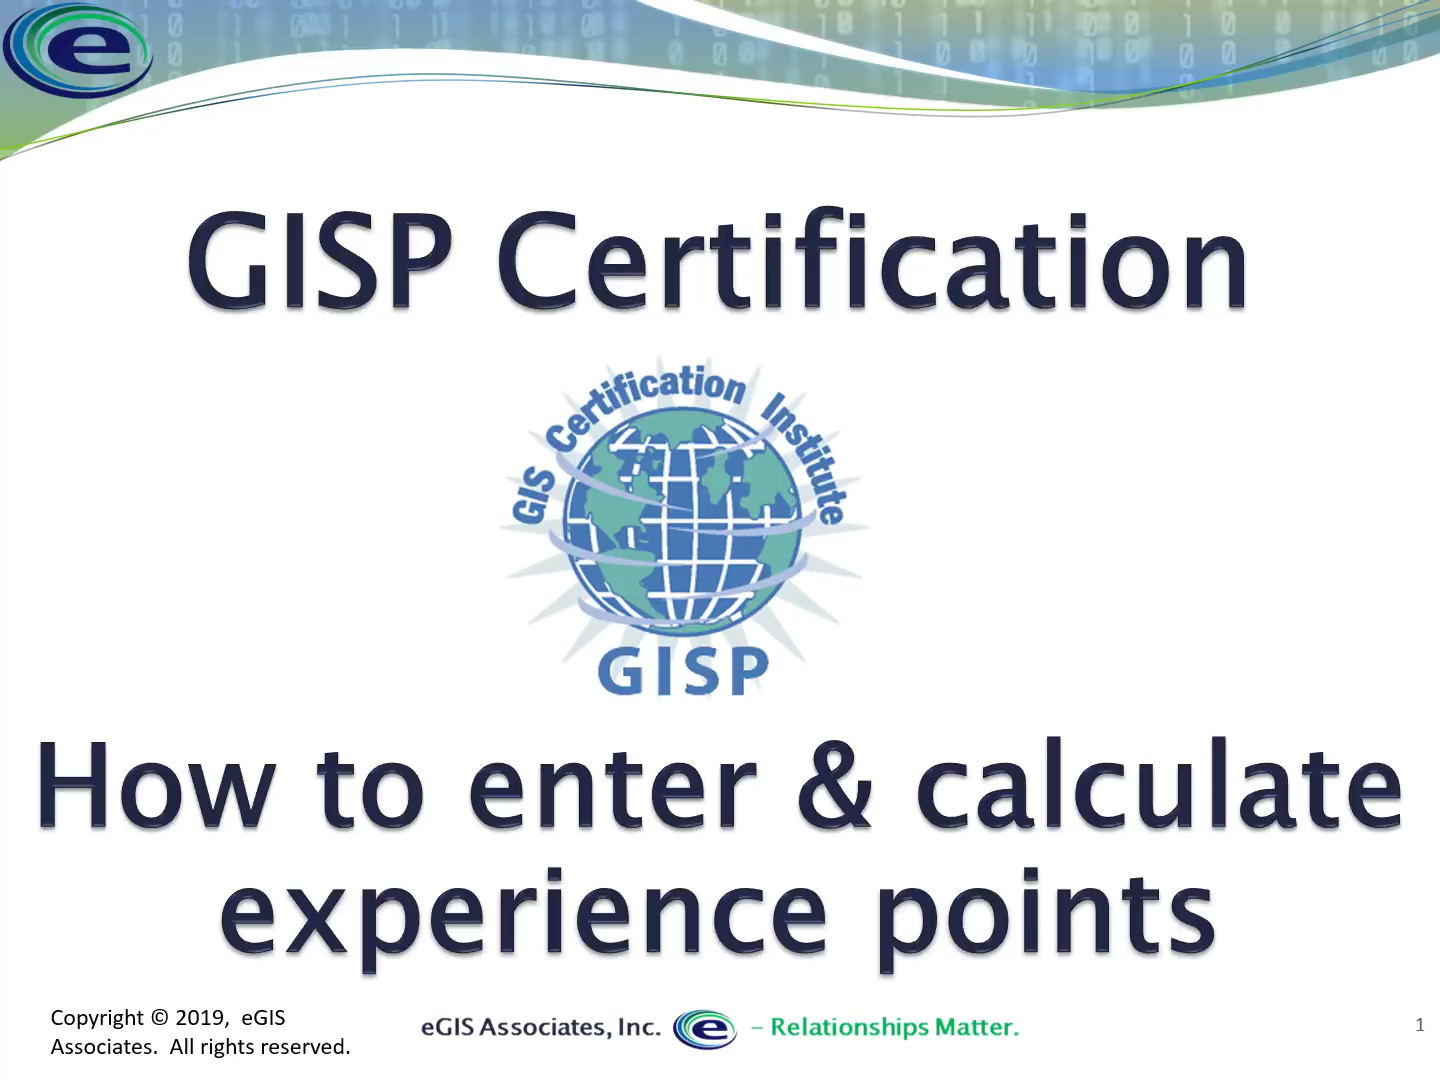 e
GISP Certification
GIS Certification Institute
GISP
How to enter & calculate
experience points
Copyright © 2019,  eGIS
Associates.  All rights reserved.
eGIS Associates, Inc. e – Relationships Matter.
1